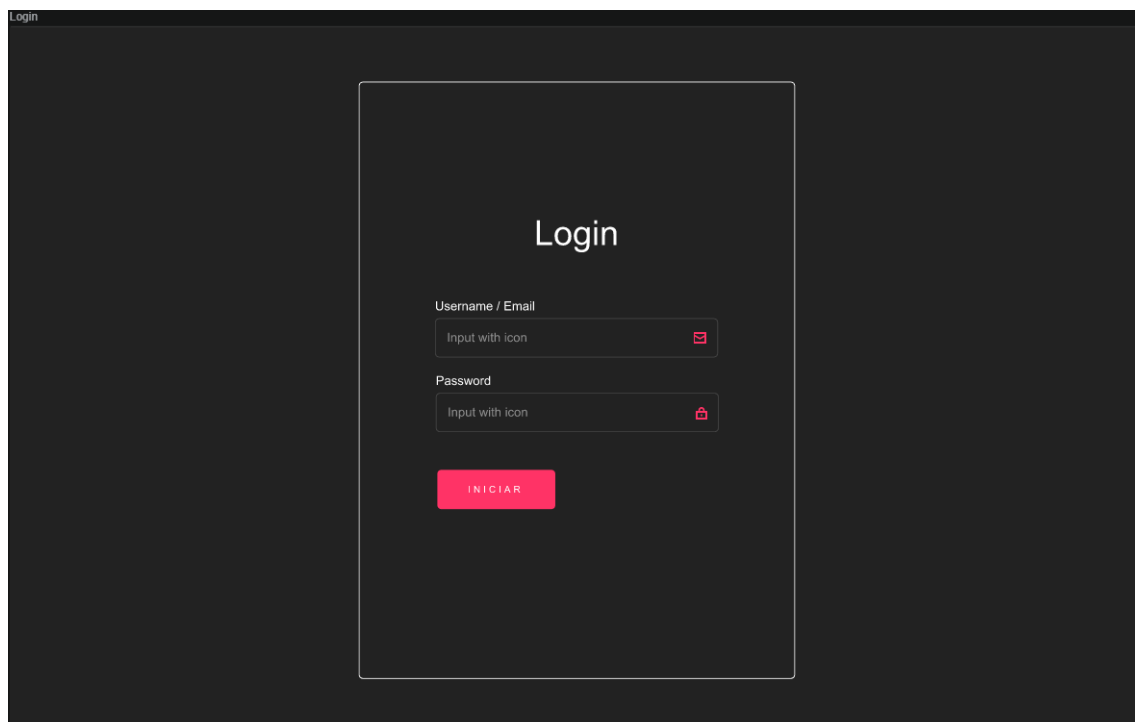 Login
Login
Username / Email
Input with icon
Password
Input with icon
INICIAR